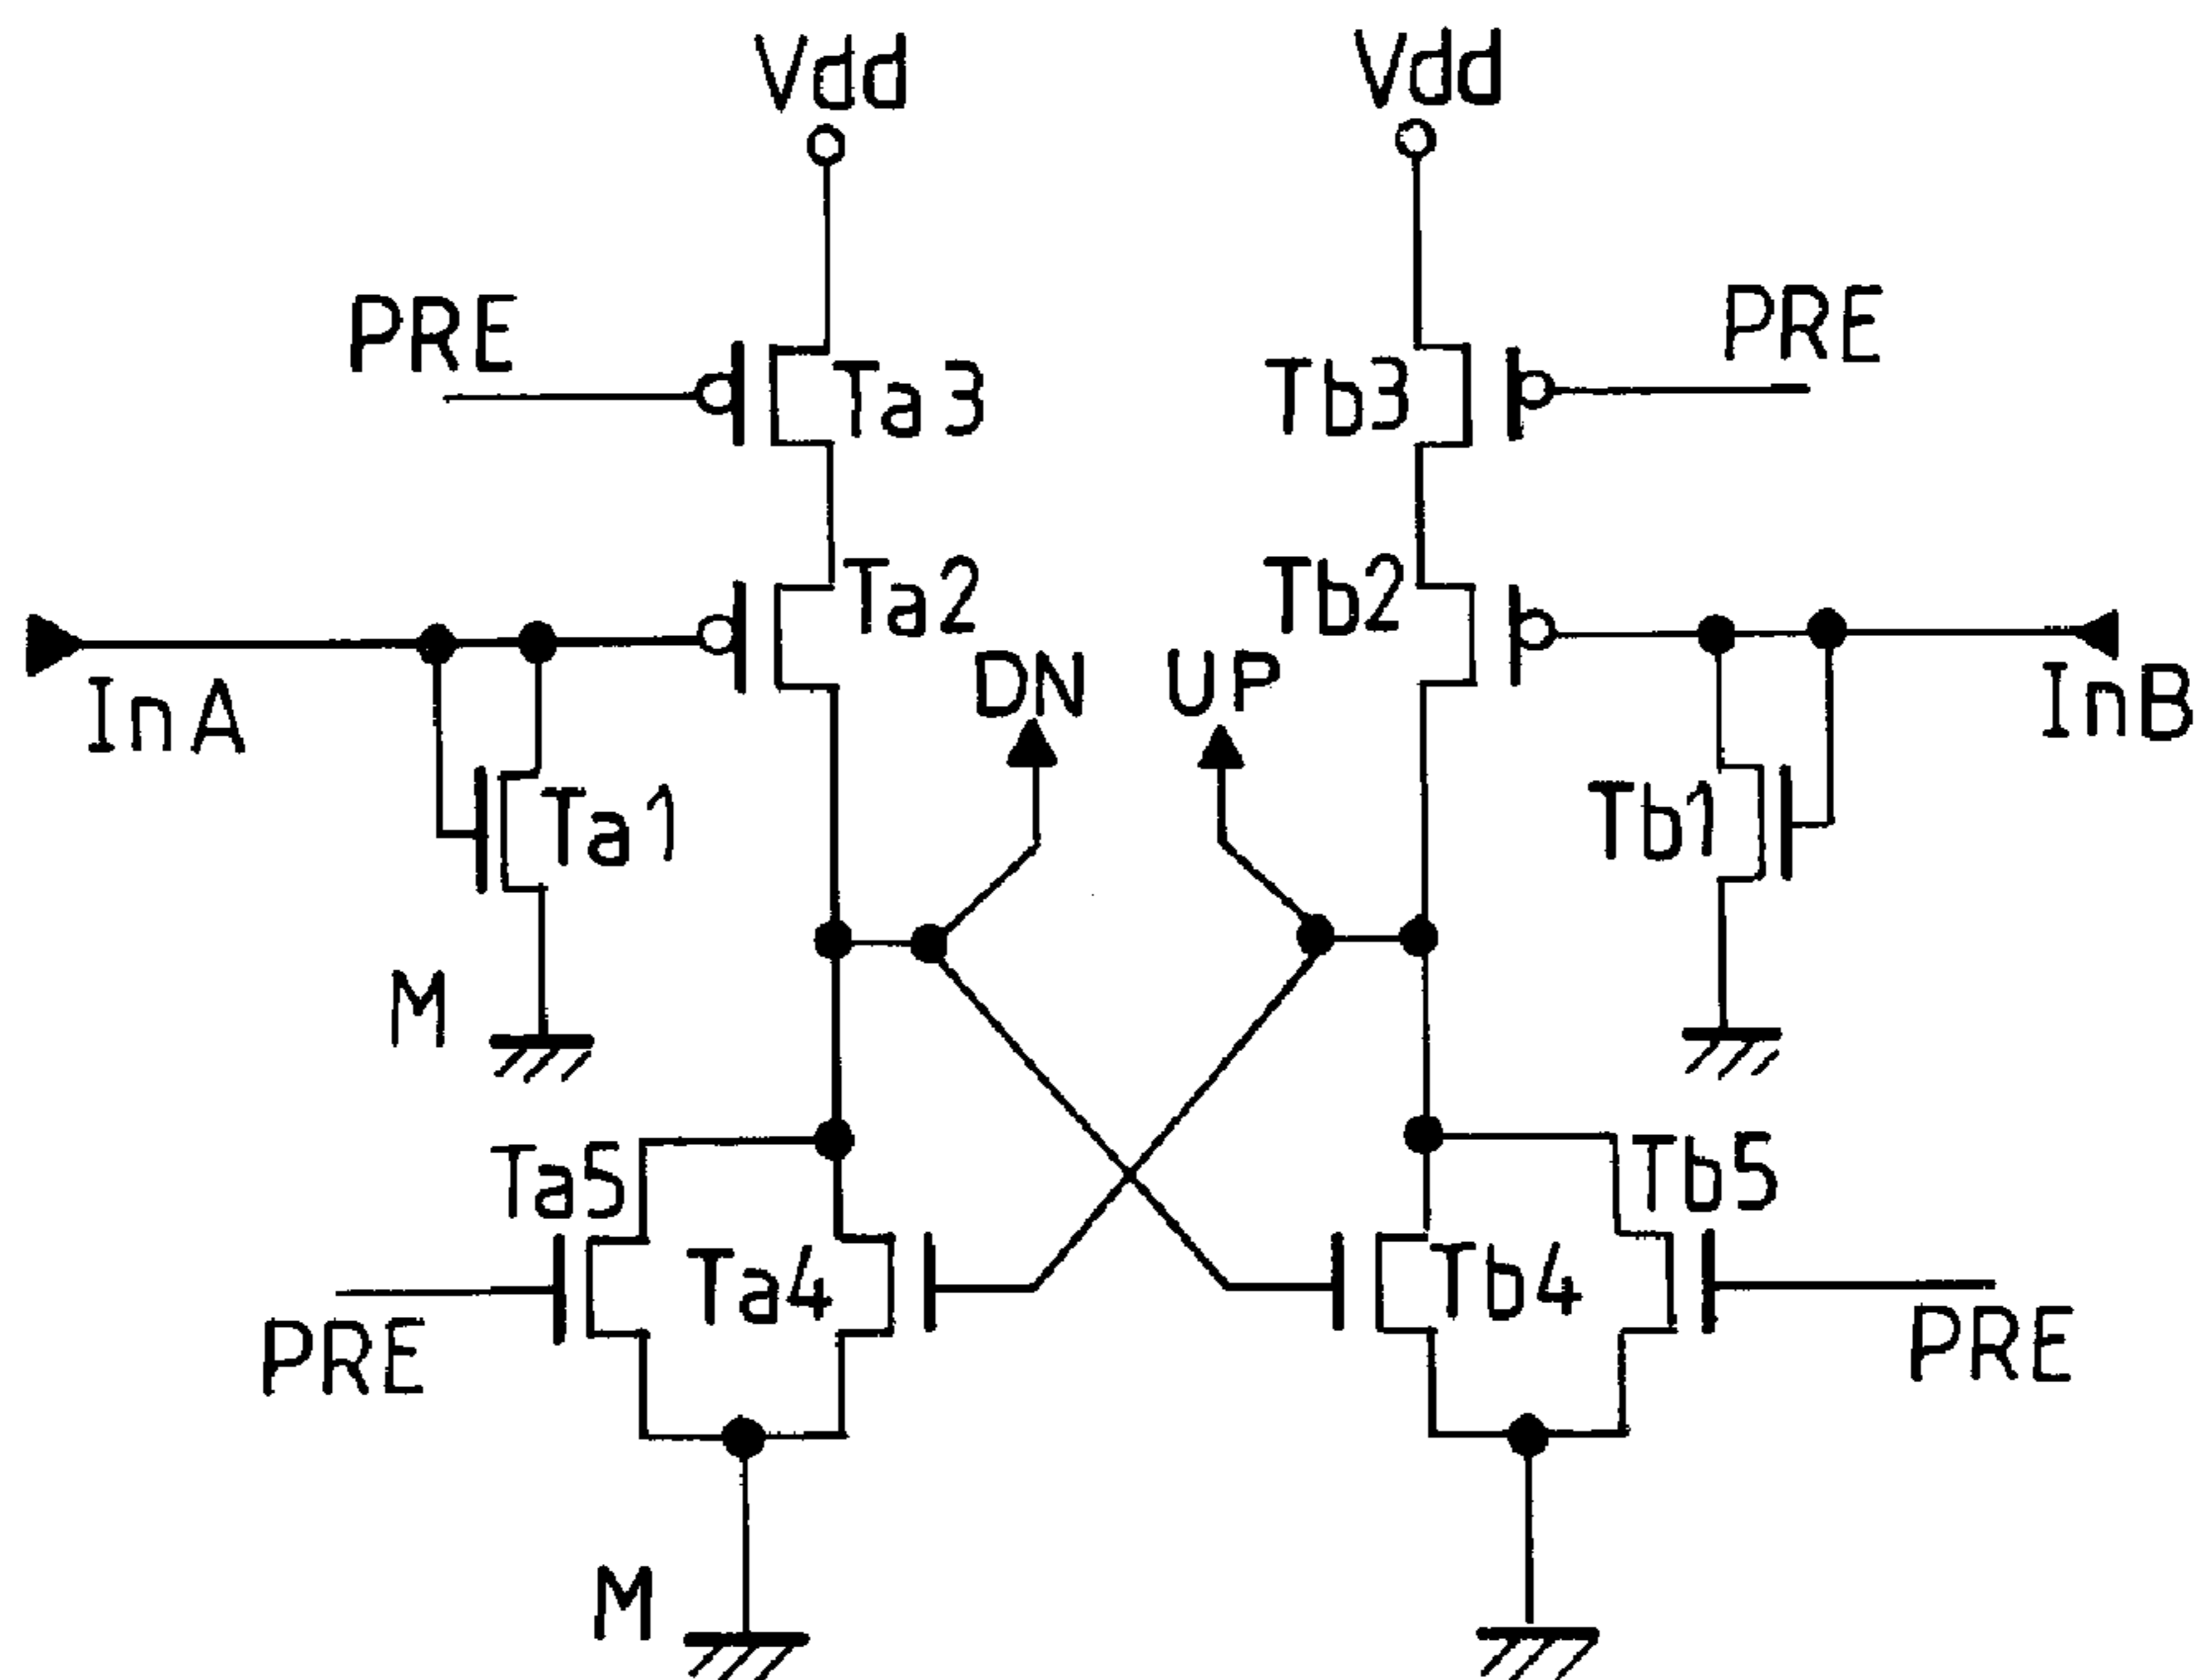 Vdd Vdd
PRE PRE
Ta3 Tb3
Ta2 Tb2
DN UP
InA InB
Ta1 Tb1
M
Ta5 Tb5
Ta4 Tb4
PRE PRE
M